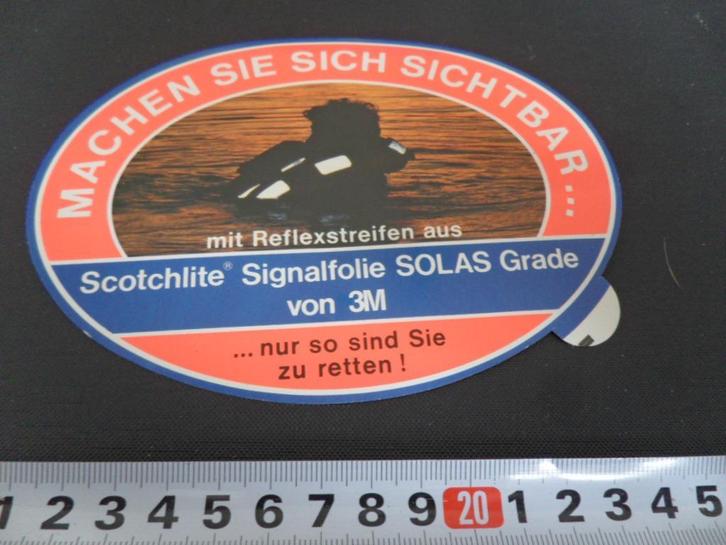 MACHEN SIE SICH SICHTBAR...
mit Reflexstreifen aus
Scotchlite® Signalfolie SOLAS Grade
von 3M
...nur so sind Sie
zu retten!
1 2 3 4 5 6 7 8 9 20 1 2 3 4 5